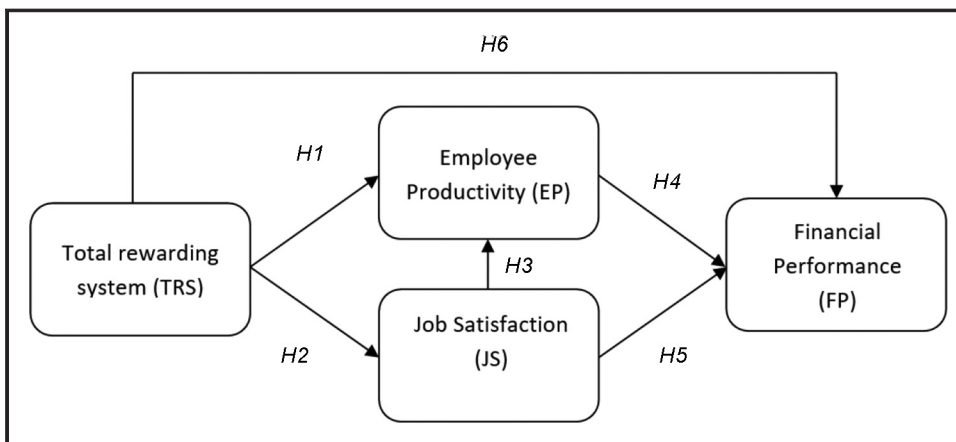 H6
H1
Employee
Productivity (EP)
H4
Total rewarding
system (TRS)
Financial
Performance
(FP)
H3
Job Satisfaction
(JS)
H2
H5